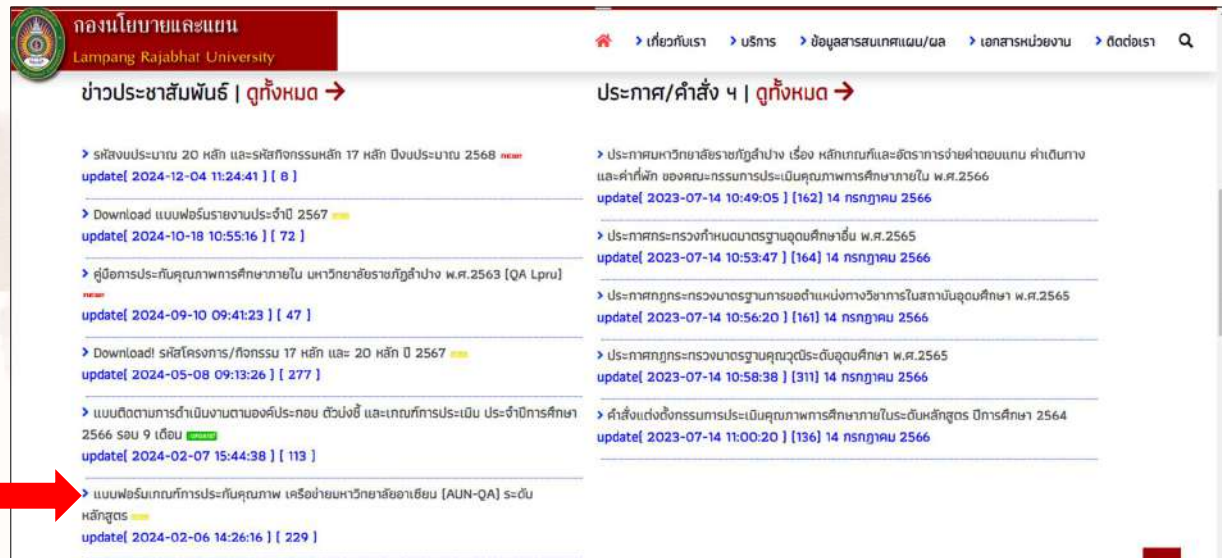 กองนโยบายและแผน
Lampang Rajabhat University
> เกี่ยวกับเรา > บริการ > ข้อมูลสารสนเทศแผน/ผล > เอกสารหน่วยงาน > ติดต่อเรา
ข่าวประชาสัมพันธ์ | ดูทั้งหมด →
> รหัสงบประมาณ 20 หลัก และรหัสกิจกรรมหลัก 17 หลัก ปีงบประมาณ 2568
update[ 2024-12-04 11:24:41 ] [ 8 ]
> Download แบบฟอร์มรายงานประจำปี 2567
update[ 2024-10-18 10:55:16 ] [ 72 ]
> คู่มือการประกันคุณภาพการศึกษาภายใน มหาวิทยาลัยราชภัฏลำปาง พ.ศ.2563 [QA Lpru]
update[ 2024-09-10 09:41:23 ] [ 47 ]
> Download! รหัสโครงการ/กิจกรรม 17 หลัก และ 20 หลัก ปี 2567
update[ 2024-05-08 09:13:26 ] [ 277 ]
> แบบติดตามการดำเนินงานตามองค์ประกอบ ตัวบ่งชี้ และเกณฑ์การประเมิน ประจำปีการศึกษา
2566 รอบ 9 เดือน
update[ 2024-02-07 15:44:38 ] [ 113 ]
> แบบฟอร์มเกณฑ์การประกันคุณภาพ เครือข่ายมหาวิทยาลัยอาเซียน [AUN-QA] ระดับ
หลักสูตร
update[ 2024-02-06 14:26:16 ] [ 229 ]
ประกาศ/คำสั่ง ฯ | ดูทั้งหมด →
> ประกาศมหาวิทยาลัยราชภัฏลำปาง เรื่อง หลักเกณฑ์และอัตราการจ่ายค่าตอบแทน ค่าเดินทาง
และค่าที่พัก ของคณะกรรมการประเมินคุณภาพการศึกษาภายใน พ.ศ.2566
update[ 2023-07-14 10:49:05 ] [162] 14 กรกฎาคม 2566
> ประกาศกระทรวงกำหนดมาตรฐานอุดมศึกษาอื่น พ.ศ.2565
update[ 2023-07-14 10:53:47 ] [164] 14 กรกฎาคม 2566
> ประกาศกฎกระทรวงมาตรฐานการขอตำแหน่งทางวิชาการในสถาบันอุดมศึกษา พ.ศ.2565
update[ 2023-07-14 10:56:20 ] [161] 14 กรกฎาคม 2566
> ประกาศกฎกระทรวงมาตรฐานคุณวุฒิระดับอุดมศึกษา พ.ศ.2565
update[ 2023-07-14 10:58:38 ] [311] 14 กรกฎาคม 2566
> คำสั่งแต่งตั้งกรรมการประเมินคุณภาพการศึกษาภายในระดับหลักสูตร ปีการศึกษา 2564
update[ 2023-07-14 11:00:20 ] [136] 14 กรกฎาคม 2566